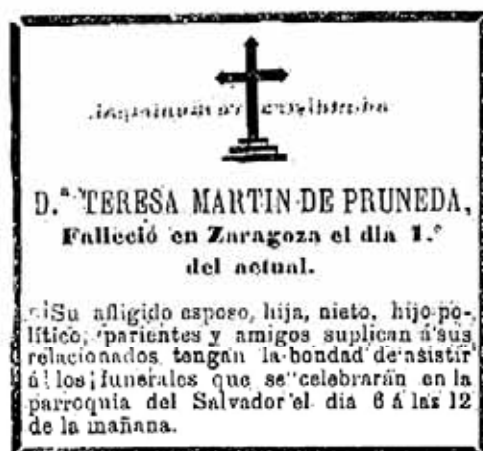 D.ª TERESA MARTIN DE PRUNEDA,
Falleció en Zaragoza el dia 1.º
del actual.
Su afligido esposo, hija, nieto, hijo po-
lítico, parientes y amigos suplican á sus
relacionados tengan la bondad de asistir
á los funerales que se celebrarán en la
parroquia del Salvador el dia 6 á las 12
de la mañana.